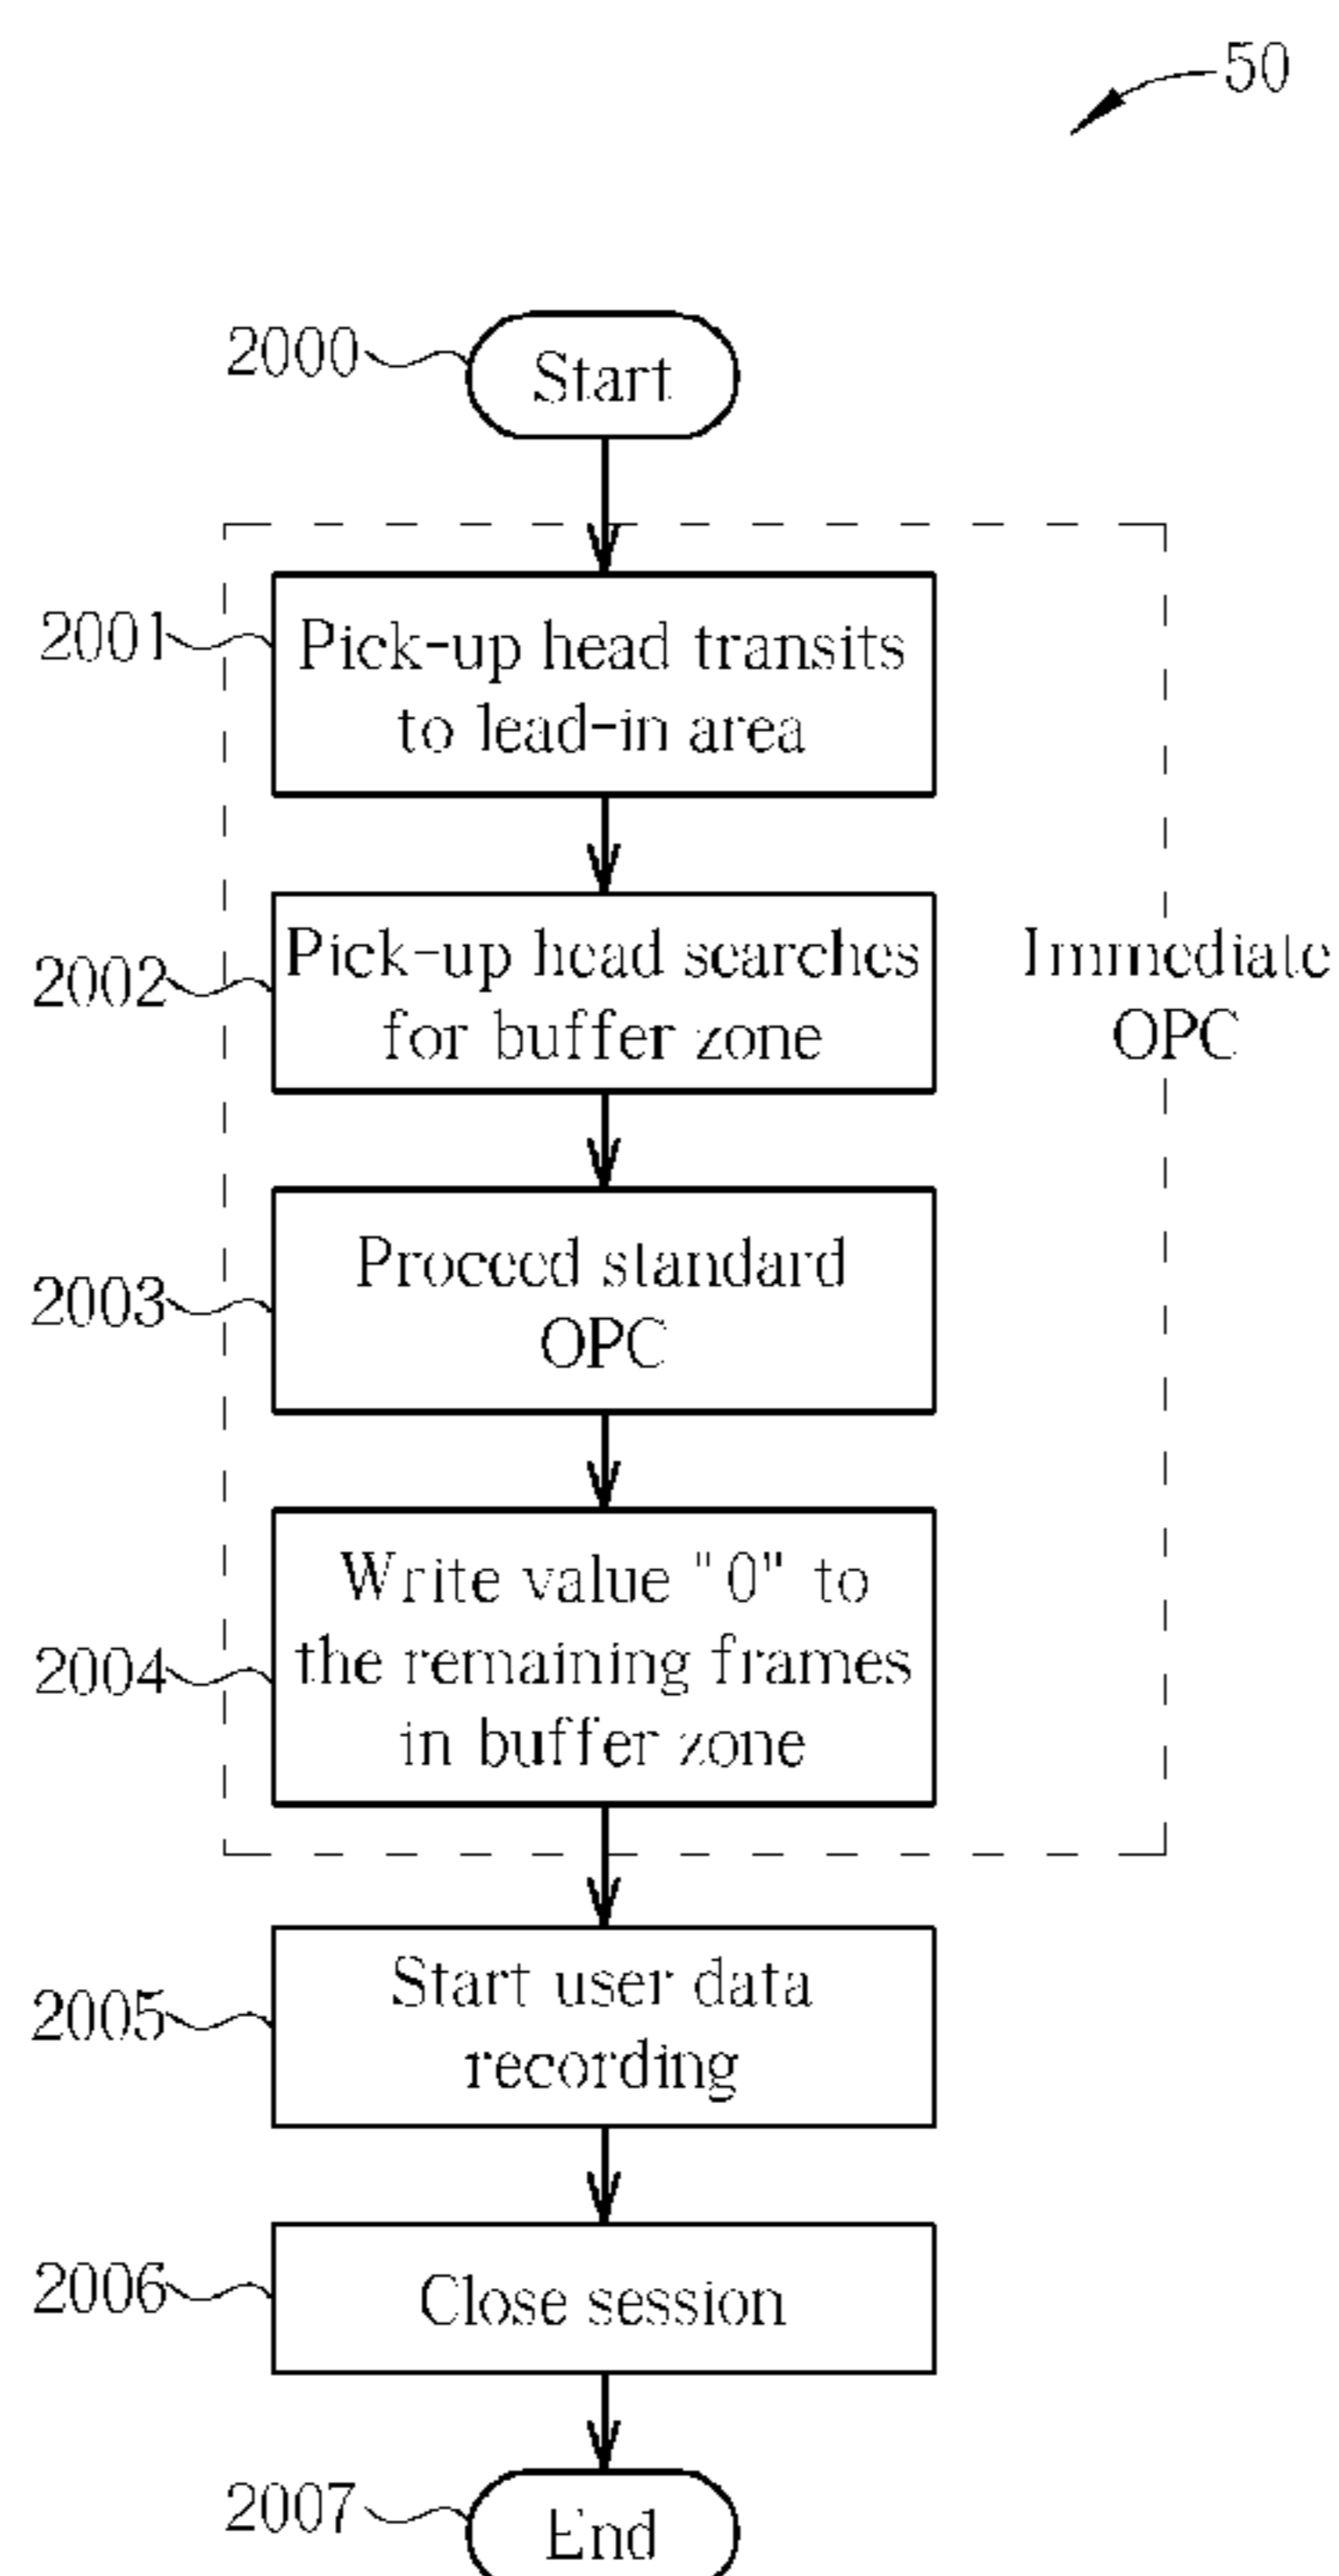 50
2000
Start
2001
Pick-up head transits
to lead-in area
2002
Pick-up head searches
for buffer zone
Immediate
OPC
2003
Proceed standard
OPC
2004
Write value "0" to
the remaining frames
in buffer zone
2005
Start user data
recording
2006
Close session
2007
End